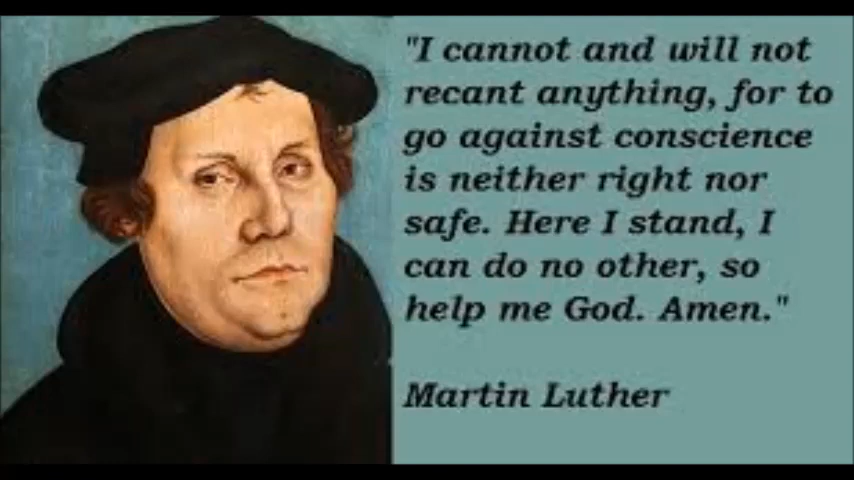 "I cannot and will not
recant anything, for to
go against conscience
is neither right nor
safe. Here I stand, I
can do no other, so
help me God. Amen."
Martin Luther